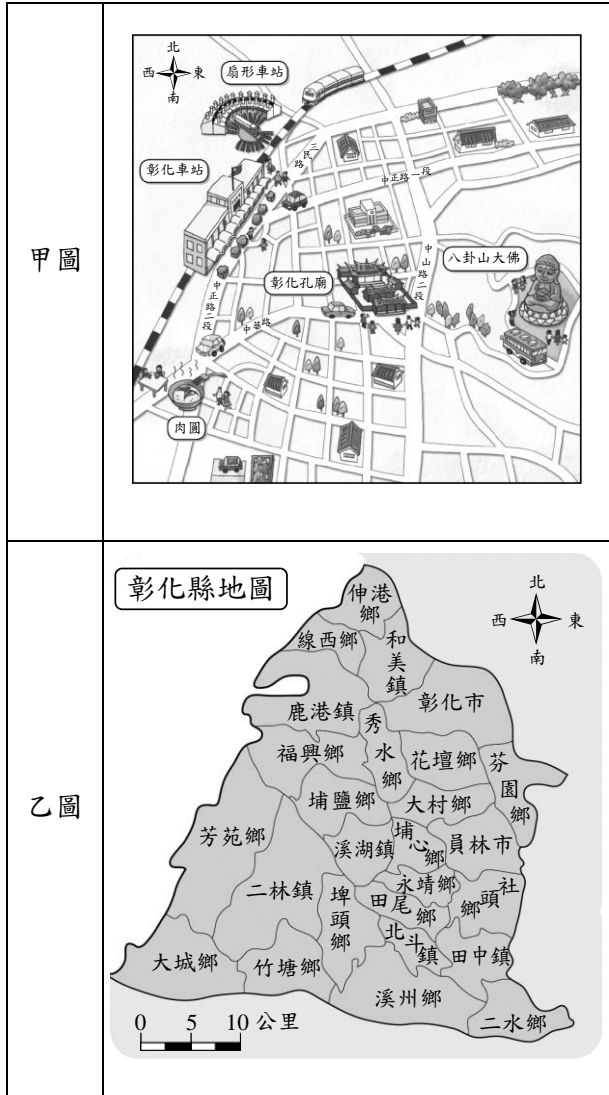 甲圖
北
西 東
南
扇形車站
彰化車站
三民路
中正路一段
中山路二段
八卦山大佛
彰化孔廟
中正路二段
中華路
肉圓
乙圖
彰化縣地圖
北
西 東
南
伸港鄉
線西鄉
和美鎮
彰化市
鹿港鎮
秀水鄉
福興鄉
花壇鄉
芬園鄉
埔鹽鄉
大村鄉
芳苑鄉
溪湖鎮
埔心鄉
員林市
二林鎮
埤頭鄉
永靖鄉
田尾鄉
社頭鄉
北斗鎮
田中鎮
大城鄉
竹塘鄉
溪州鄉
二水鄉
0 5 10 公里